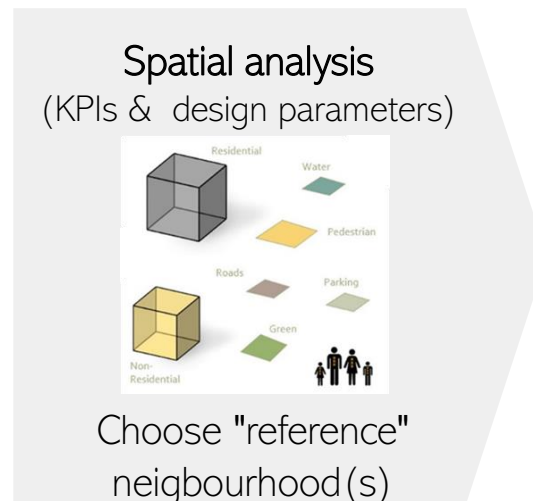 Spatial analysis
(KPIs & design parameters)
Residential
Water
Pedestrian
Roads
Parking
Green
Non-
Residential
Choose "reference"
neigbourhood(s)